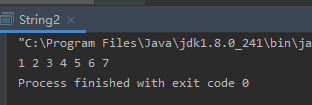 String2 ×
"C:\Program Files\Java\jdk1.8.0_241\bin\ja
1 2 3 4 5 6 7
Process finished with exit code 0